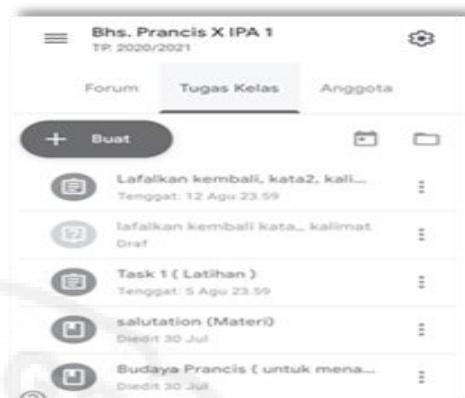 Bhs. Prancis X IPA 1
TP. 2020/2021
Forum Tugas Kelas Anggota
+ Buat
Lafalkan kembali, kata2, kali...
Tenggat: 12 Agu 23.59
lafalkan kembali kata,, kalimat
Draf
Task 1 ( Latihan )
Tenggat: 5 Agu 23.59
salutation (Materi)
Diedit 30 Jul
Budaya Prancis ( untuk mena...
Diedit 30 Jul